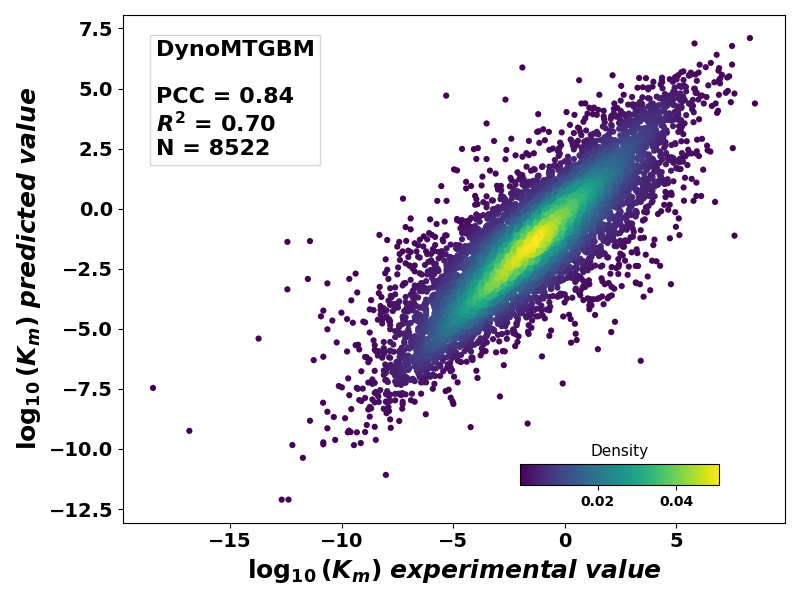 DynoMTGBM
PCC = 0.84
R² = 0.70
N = 8522
7.5
5.0
2.5
0.0
−2.5
−5.0
−7.5
−10.0
−12.5
log₁₀(Kₘ) predicted value
Density
0.02 0.04
−15 −10 −5 0 5
log₁₀(Kₘ) experimental value